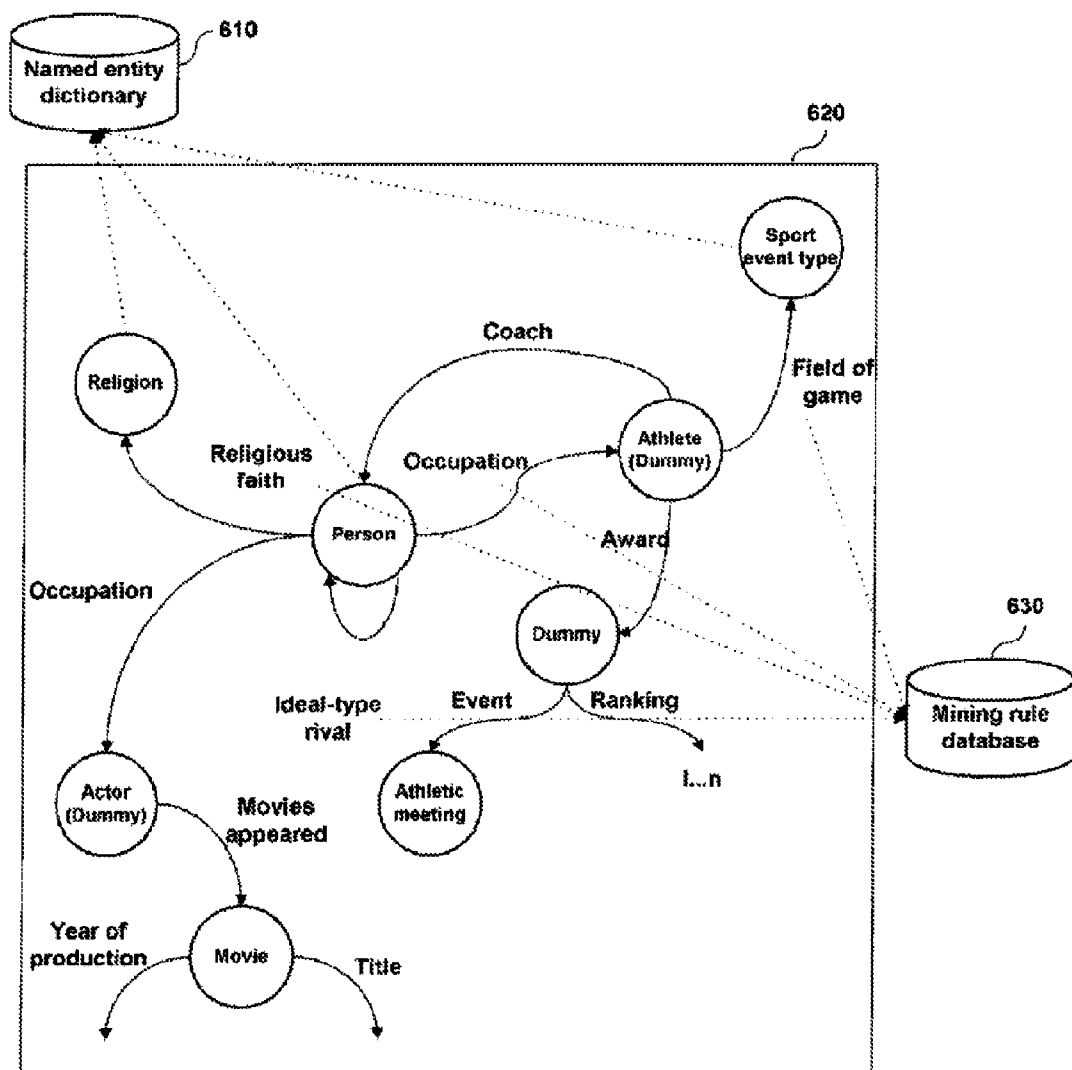 610
Named entity
dictionary
620
Sport
event type
Coach
Religion
Field of
game
Athlete
(Dummy)
Religious
faith
Occupation
Person
Award
Occupation
Dummy
630
Ideal-type
rival
Event
Ranking
Mining rule
database
I...n
Actor
(Dummy)
Movies
appeared
Athletic
meeting
Year of
production
Movie
Title